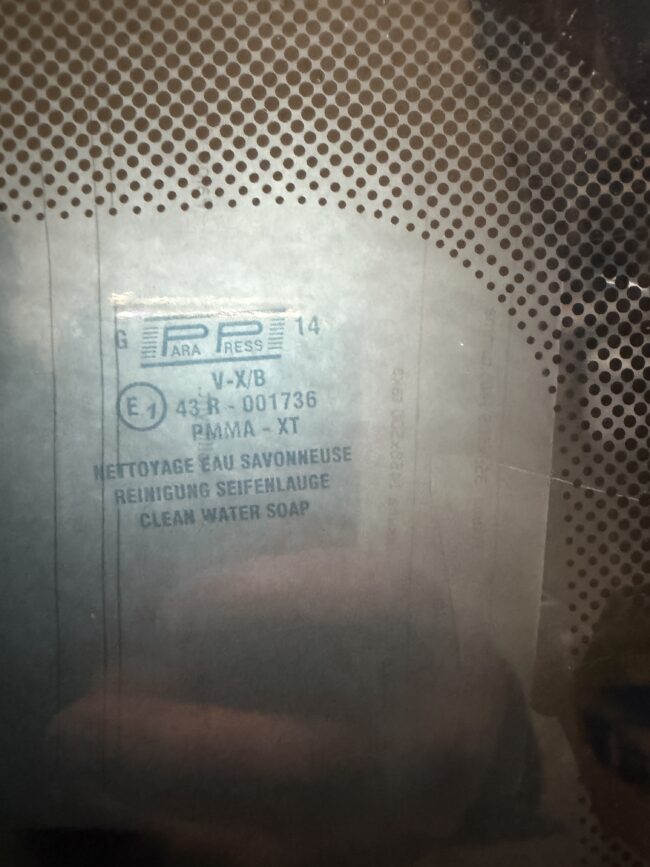 G PARA PRESS 14
V-X/B
E1 43 R - 001736
PMMA - XT
NETTOYAGE EAU SAVONNEUSE
REINIGUNG SEIFENLAUGE
CLEAN WATER SOAP